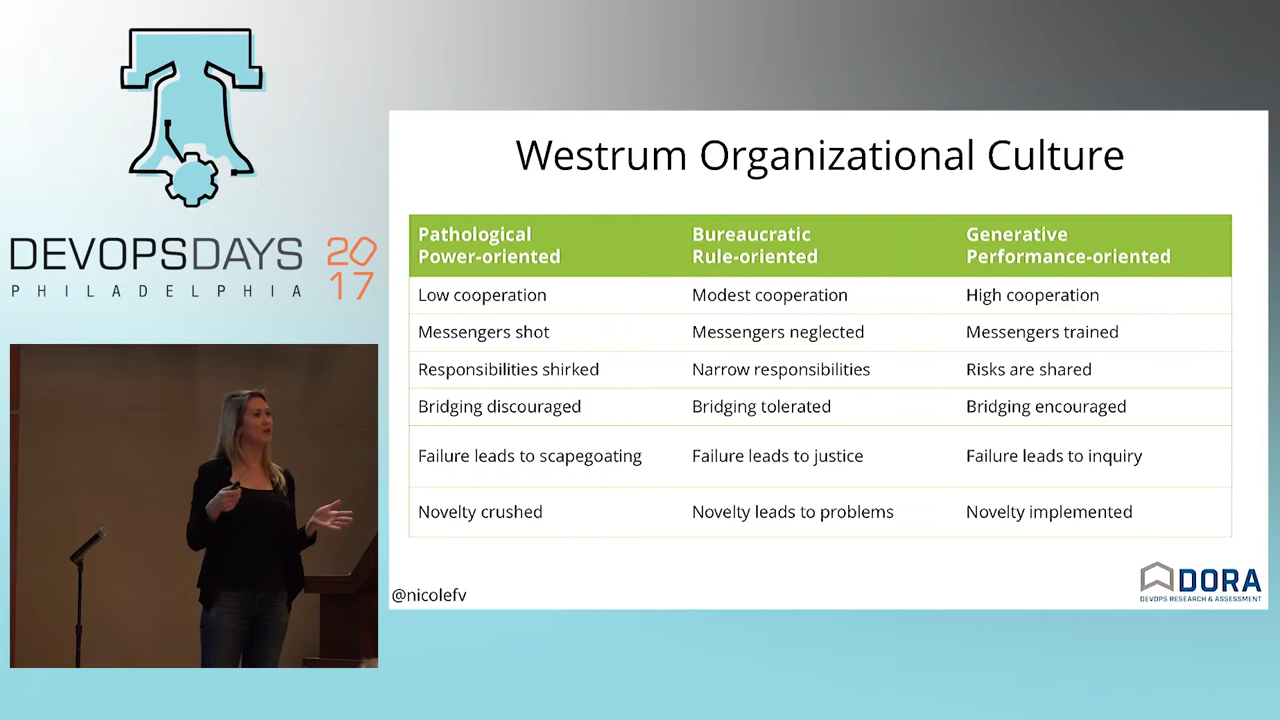 DEVOPSDAYS 2017
PHILADELPHIA
Westrum Organizational Culture
Pathological Power-oriented
Bureaucratic Rule-oriented
Generative Performance-oriented
Low cooperation
Modest cooperation
High cooperation
Messengers shot
Messengers neglected
Messengers trained
Responsibilities shirked
Narrow responsibilities
Risks are shared
Bridging discouraged
Bridging tolerated
Bridging encouraged
Failure leads to scapegoating
Failure leads to justice
Failure leads to inquiry
Novelty crushed
Novelty leads to problems
Novelty implemented
@nicolefv
DORA
DEVOPS RESEARCH & ASSESSMENT